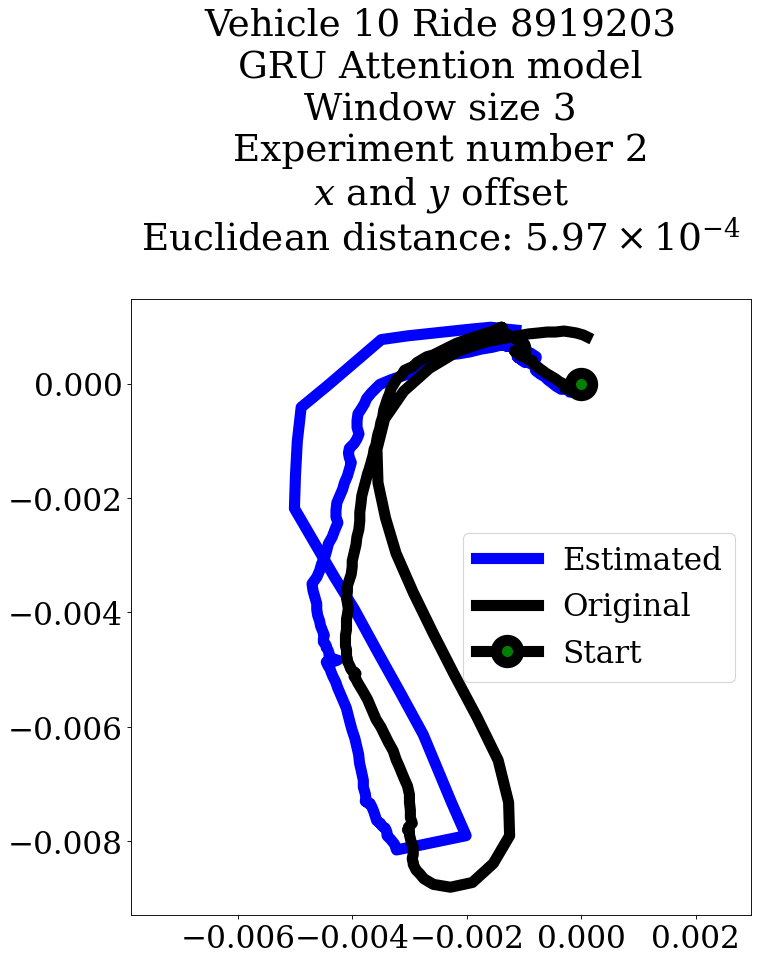 Vehicle 10 Ride 8919203
GRU Attention model
Window size 3
Experiment number 2
x and y offset
Euclidean distance: 5.97 × 10⁻⁴
0.000
−0.002
−0.004
−0.006
−0.008
Estimated
Original
Start
−0.006 −0.004 −0.002 0.000 0.002